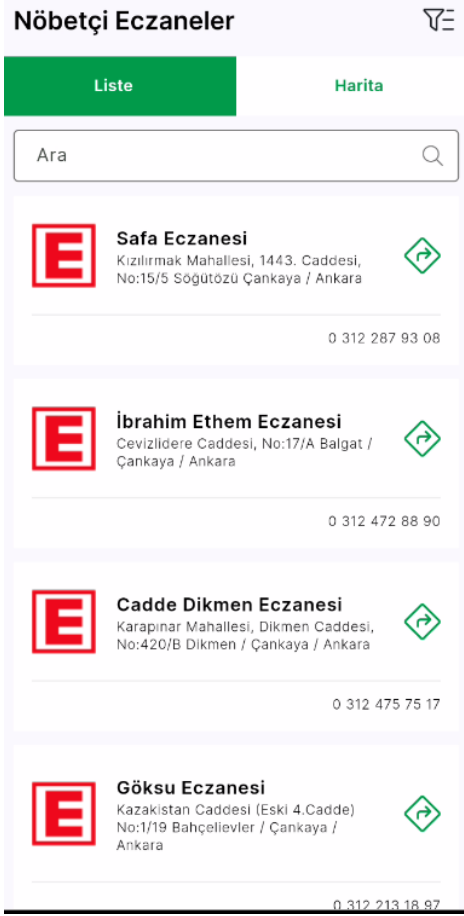 Nöbetçi Eczaneler
Liste
Harita
Ara
E
Safa Eczanesi
Kızılırmak Mahallesi, 1443. Caddesi,
No:15/5 Söğütözü Çankaya / Ankara
0 312 287 93 08
E
İbrahim Ethem Eczanesi
Cevizlidere Caddesi, No:17/A Balgat /
Çankaya / Ankara
0 312 472 88 90
E
Cadde Dikmen Eczanesi
Karapınar Mahallesi, Dikmen Caddesi,
No:420/B Dikmen / Çankaya / Ankara
0 312 475 75 17
E
Göksu Eczanesi
Kazakistan Caddesi (Eski 4.Cadde)
No:1/19 Bahçelievler / Çankaya /
Ankara
0 312 213 18 97